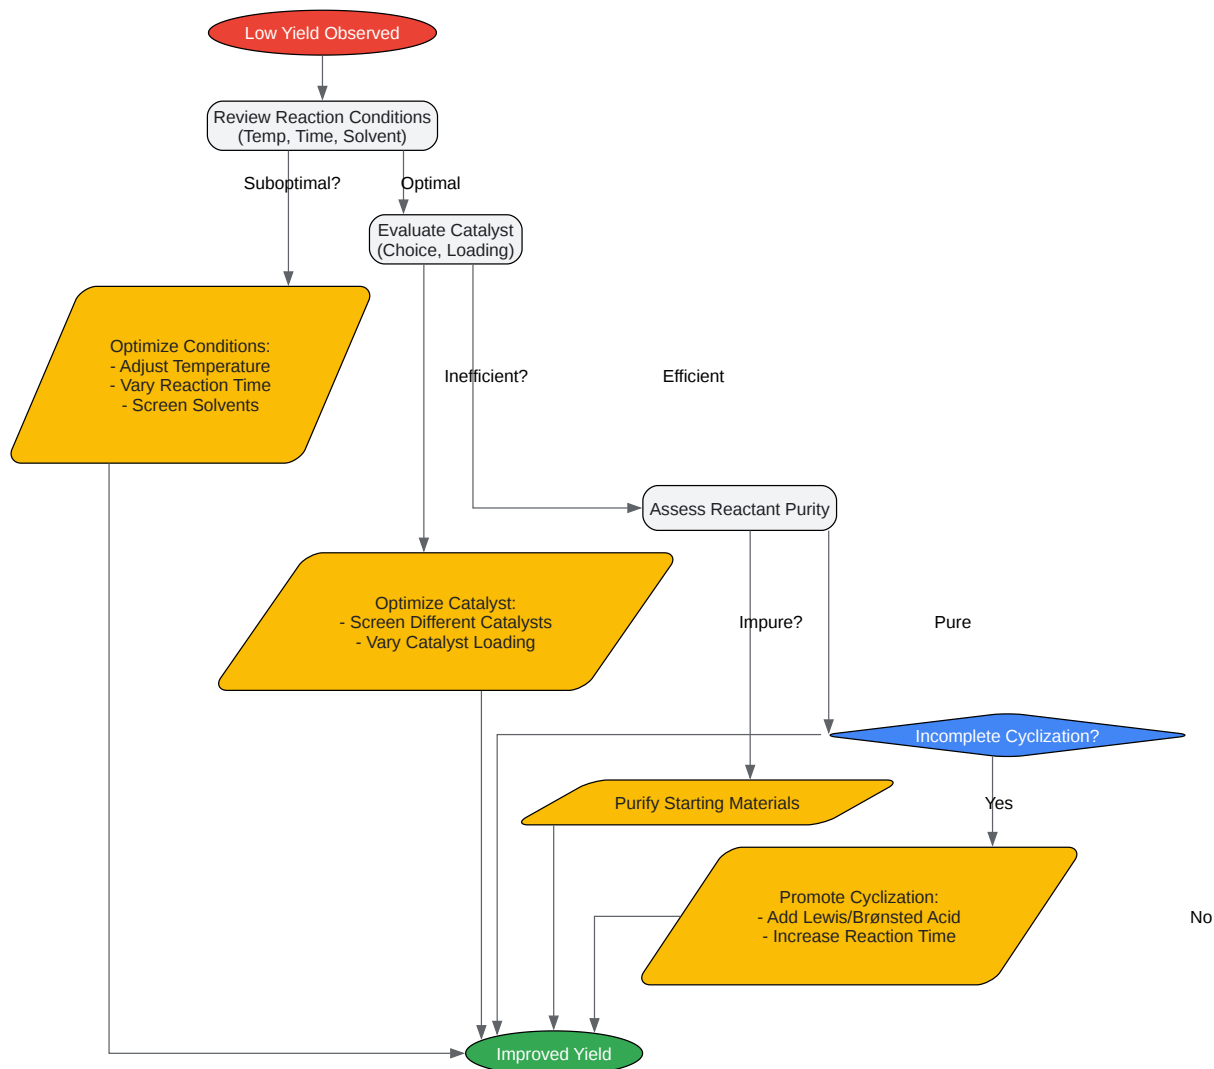 Low Yield Observed
Review Reaction Conditions
(Temp, Time, Solvent)
Suboptimal?
Optimal
Evaluate Catalyst
(Choice, Loading)
Optimize Conditions:
- Adjust Temperature
- Vary Reaction Time
- Screen Solvents
Inefficient?
Efficient
Assess Reactant Purity
Optimize Catalyst:
- Screen Different Catalysts
- Vary Catalyst Loading
Impure?
Pure
Incomplete Cyclization?
Purify Starting Materials
Yes
Promote Cyclization:
- Add Lewis/Brønsted Acid
- Increase Reaction Time
No
Improved Yield